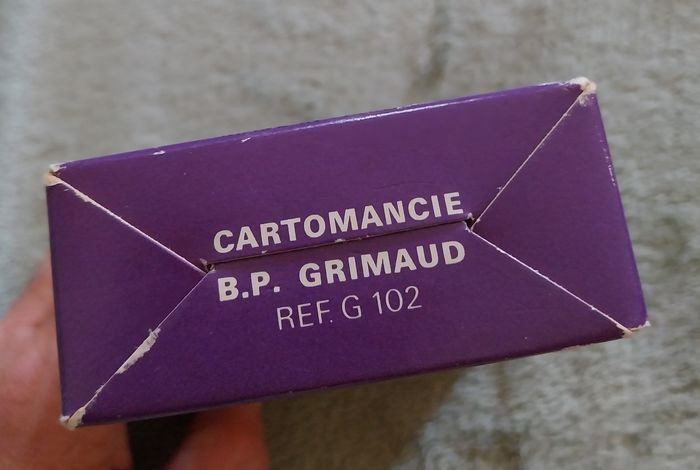 CARTOMANCIE
B.P. GRIMAUD
REF. G 102